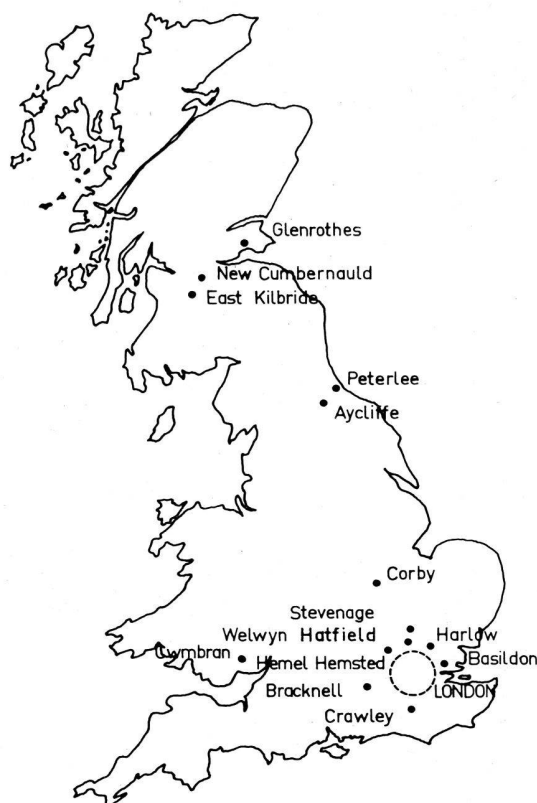 Glenrothes
New Cumbernauld
East Kilbride
Peterlee
Aycliffe
Corby
Stevenage
Welwyn Hatfield
Harlow
Cwmbran
Hemel Hemsted
Basildon
Bracknell
LONDON
Crawley